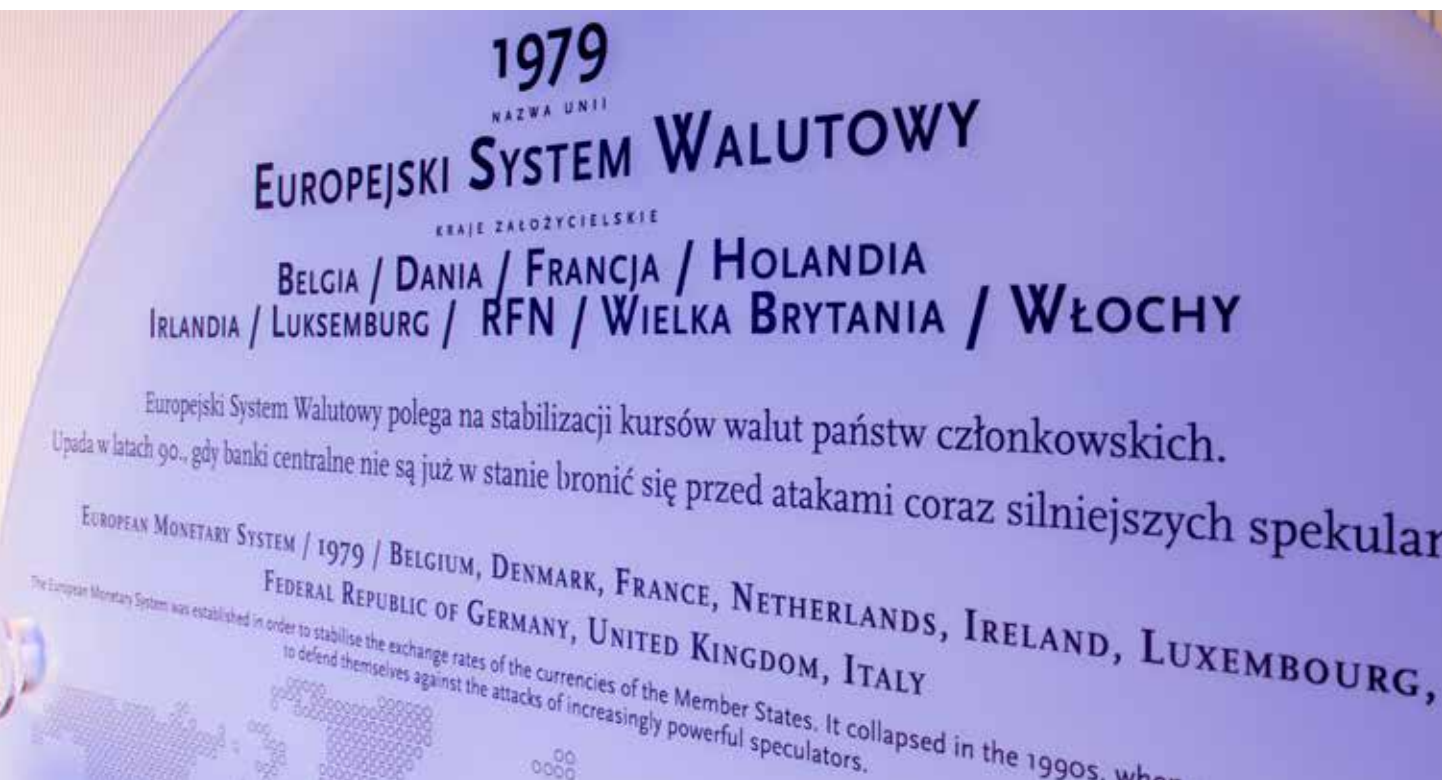 1979
NAZWA UNII
EUROPEJSKI SYSTEM WALUTOWY
KRAJE ZAŁOŻYCIELSKIE
BELGIA / DANIA / FRANCJA / HOLANDIA
IRLANDIA / LUKSEMBURG / RFN / WIELKA BRYTANIA / WŁOCHY
Europejski System Walutowy polega na stabilizacji kursów walut państw członkowskich.
Upada w latach 90., gdy banki centralne nie są już w stanie bronić się przed atakami coraz silniejszych
EUROPEAN MONETARY SYSTEM / 1979 / BELGIUM, DENMARK, FRANCE, NETHERLANDS, IRELAND, LUXEMBOURG,
FEDERAL REPUBLIC OF GERMANY, UNITED KINGDOM, ITALY
The European Monetary System was established in order to stabilise the exchange rates of the currencies of the Member States. It collapsed in the 1990s,
to defend themselves against the attacks of increasingly powerful speculators.